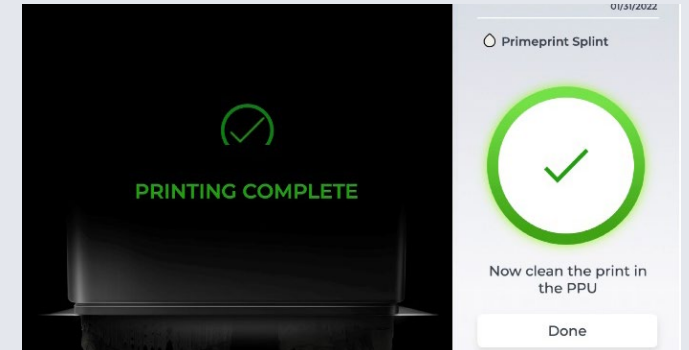 01/31/2022
Primeprint Splint
PRINTING COMPLETE
Now clean the print in
the PPU
Done